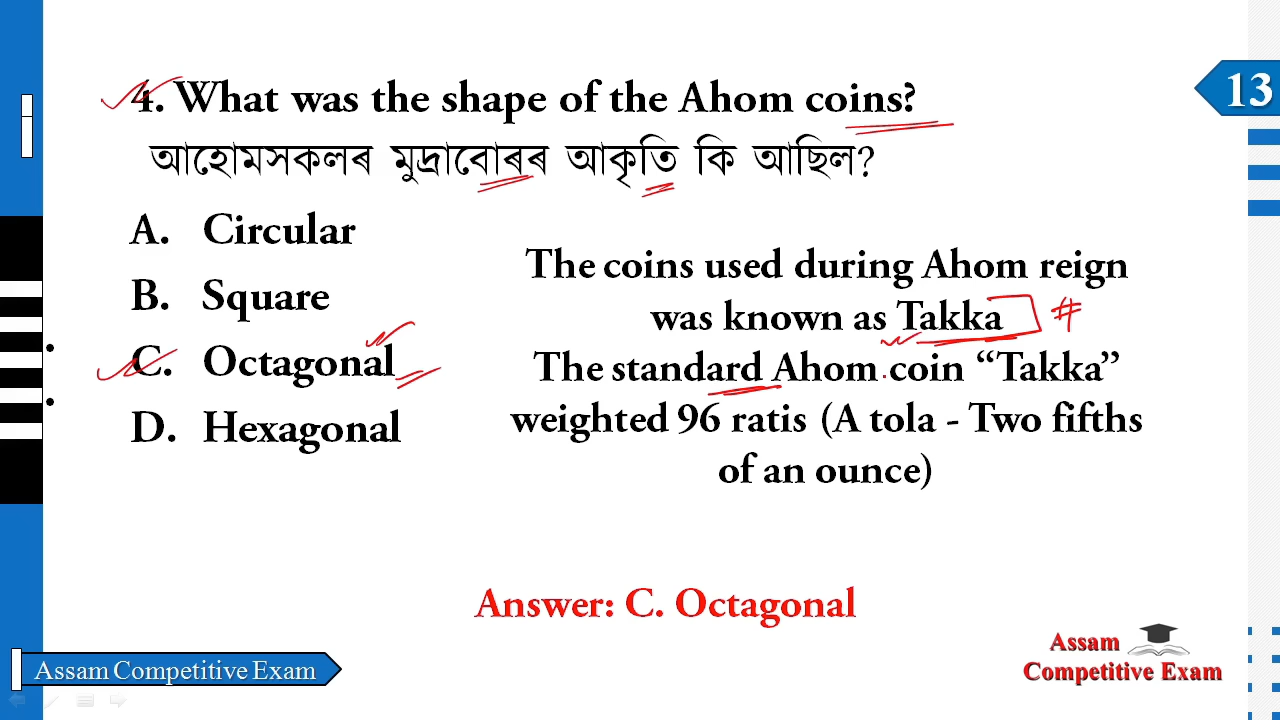 13
4. What was the shape of the Ahom coins?
আহোমসকলৰ মুদ্ৰাবোৰৰ আকৃতি কি আছিল?
A. Circular
B. Square
C. Octagonal
D. Hexagonal
The coins used during Ahom reign
was known as Takka #
The standard Ahom coin “Takka”
weighted 96 ratis (A tola - Two fifths
of an ounce)
Answer: C. Octagonal
Assam Competitive Exam
Assam
Competitive Exam